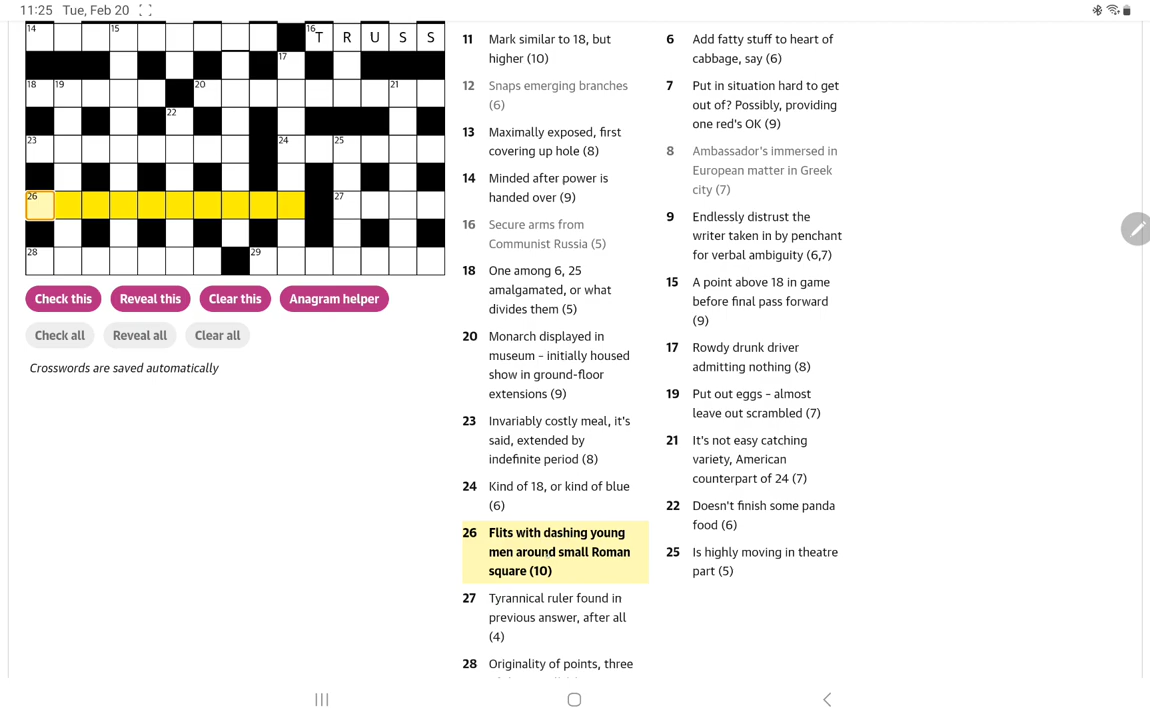 11:25 Tue, Feb 20
14 15 16 T R U S S
17
18 19 20 21
22
23 24 25
26 27
28 29
Check this Reveal this Clear this Anagram helper
Check all Reveal all Clear all
Crosswords are saved automatically
11 Mark similar to 18, but
higher (10)
12 Snaps emerging branches
(6)
13 Maximally exposed, first
covering up hole (8)
14 Minded after power is
handed over (9)
16 Secure arms from
Communist Russia (5)
18 One among 6, 25
amalgamated, or what
divides them (5)
20 Monarch displayed in
museum – initially housed
show in ground-floor
extensions (9)
23 Invariably costly meal, it's
said, extended by
indefinite period (8)
24 Kind of 18, or kind of blue
(6)
26 Flits with dashing young
men around small Roman
square (10)
27 Tyrannical ruler found in
previous answer, after all
(4)
28 Originality of points, three
6 Add fatty stuff to heart of
cabbage, say (6)
7 Put in situation hard to get
out of? Possibly, providing
one red's OK (9)
8 Ambassador's immersed in
European matter in Greek
city (7)
9 Endlessly distrust the
writer taken in by penchant
for verbal ambiguity (6,7)
15 A point above 18 in game
before final pass forward
(9)
17 Rowdy drunk driver
admitting nothing (8)
19 Put out eggs – almost
leave out scrambled (7)
21 It's not easy catching
variety, American
counterpart of 24 (7)
22 Doesn't finish some panda
food (6)
25 Is highly moving in theatre
part (5)